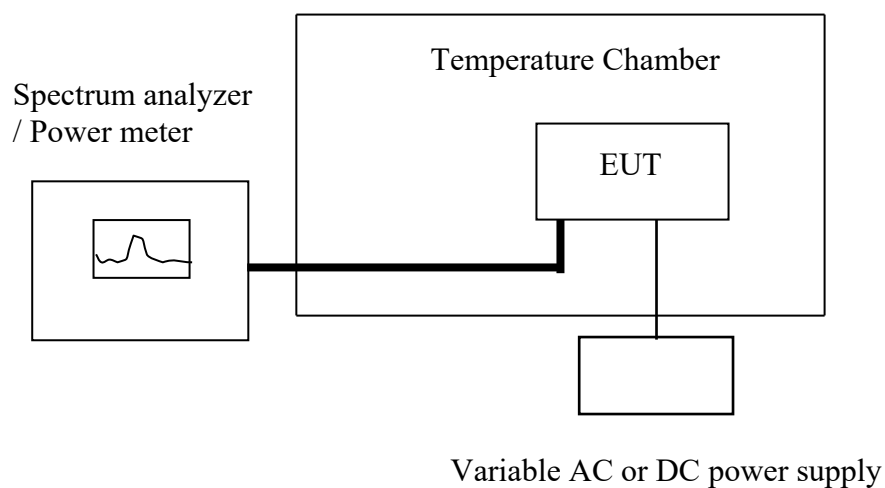 Temperature Chamber
Spectrum analyzer
/ Power meter
EUT
Variable AC or DC power supply